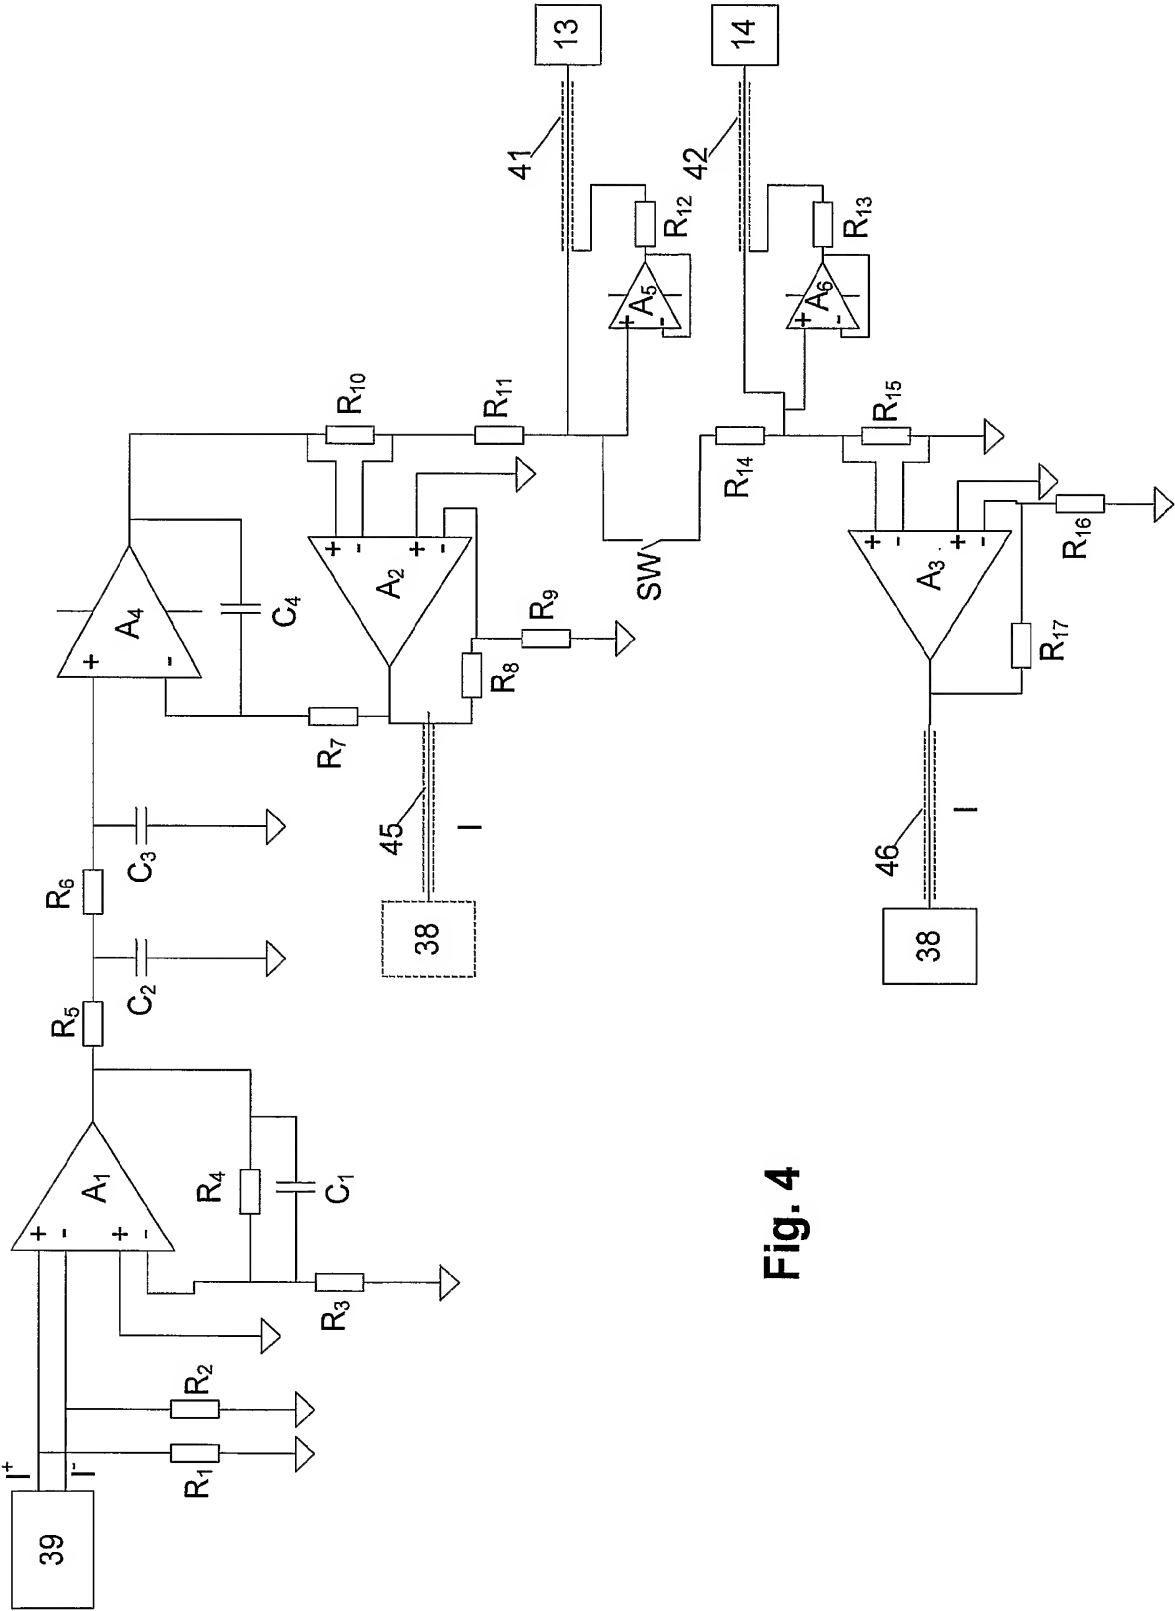 13
14
41
42
R12
R13
A5
+
-
A6
+
-
R10
R11
R15
R14
SW
A4
+
-
C4
A2
+
-
+
-
R9
R8
R7
A3
+
-
+
-
R16
R17
45
I
46
I
38
38
R6
C3
C2
R5
A1
+
-
+
-
R4
C1
R3
R2
R1
I+
I-
39
Fig. 4